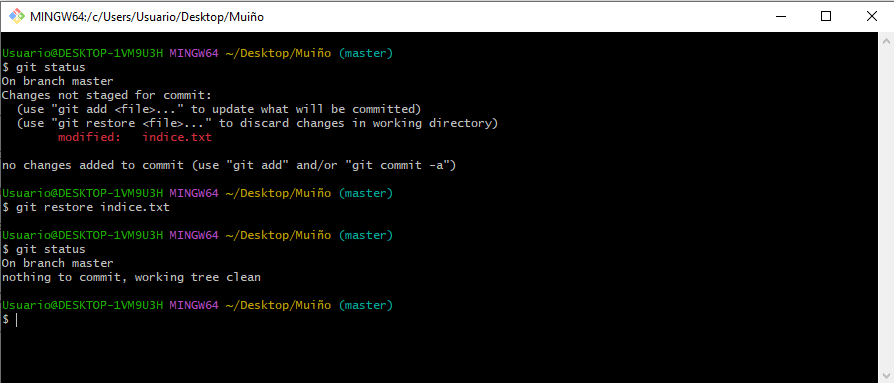 MINGW64:/c/Users/Usuario/Desktop/Muiño
Usuario@DESKTOP-1VM9U3H MINGW64 ~/Desktop/Muiño (master)
$ git status
On branch master
Changes not staged for commit:
  (use "git add <file>..." to update what will be committed)
  (use "git restore <file>..." to discard changes in working directory)
        modified:   indice.txt
no changes added to commit (use "git add" and/or "git commit -a")
Usuario@DESKTOP-1VM9U3H MINGW64 ~/Desktop/Muiño (master)
$ git restore indice.txt
Usuario@DESKTOP-1VM9U3H MINGW64 ~/Desktop/Muiño (master)
$ git status
On branch master
nothing to commit, working tree clean
Usuario@DESKTOP-1VM9U3H MINGW64 ~/Desktop/Muiño (master)
$